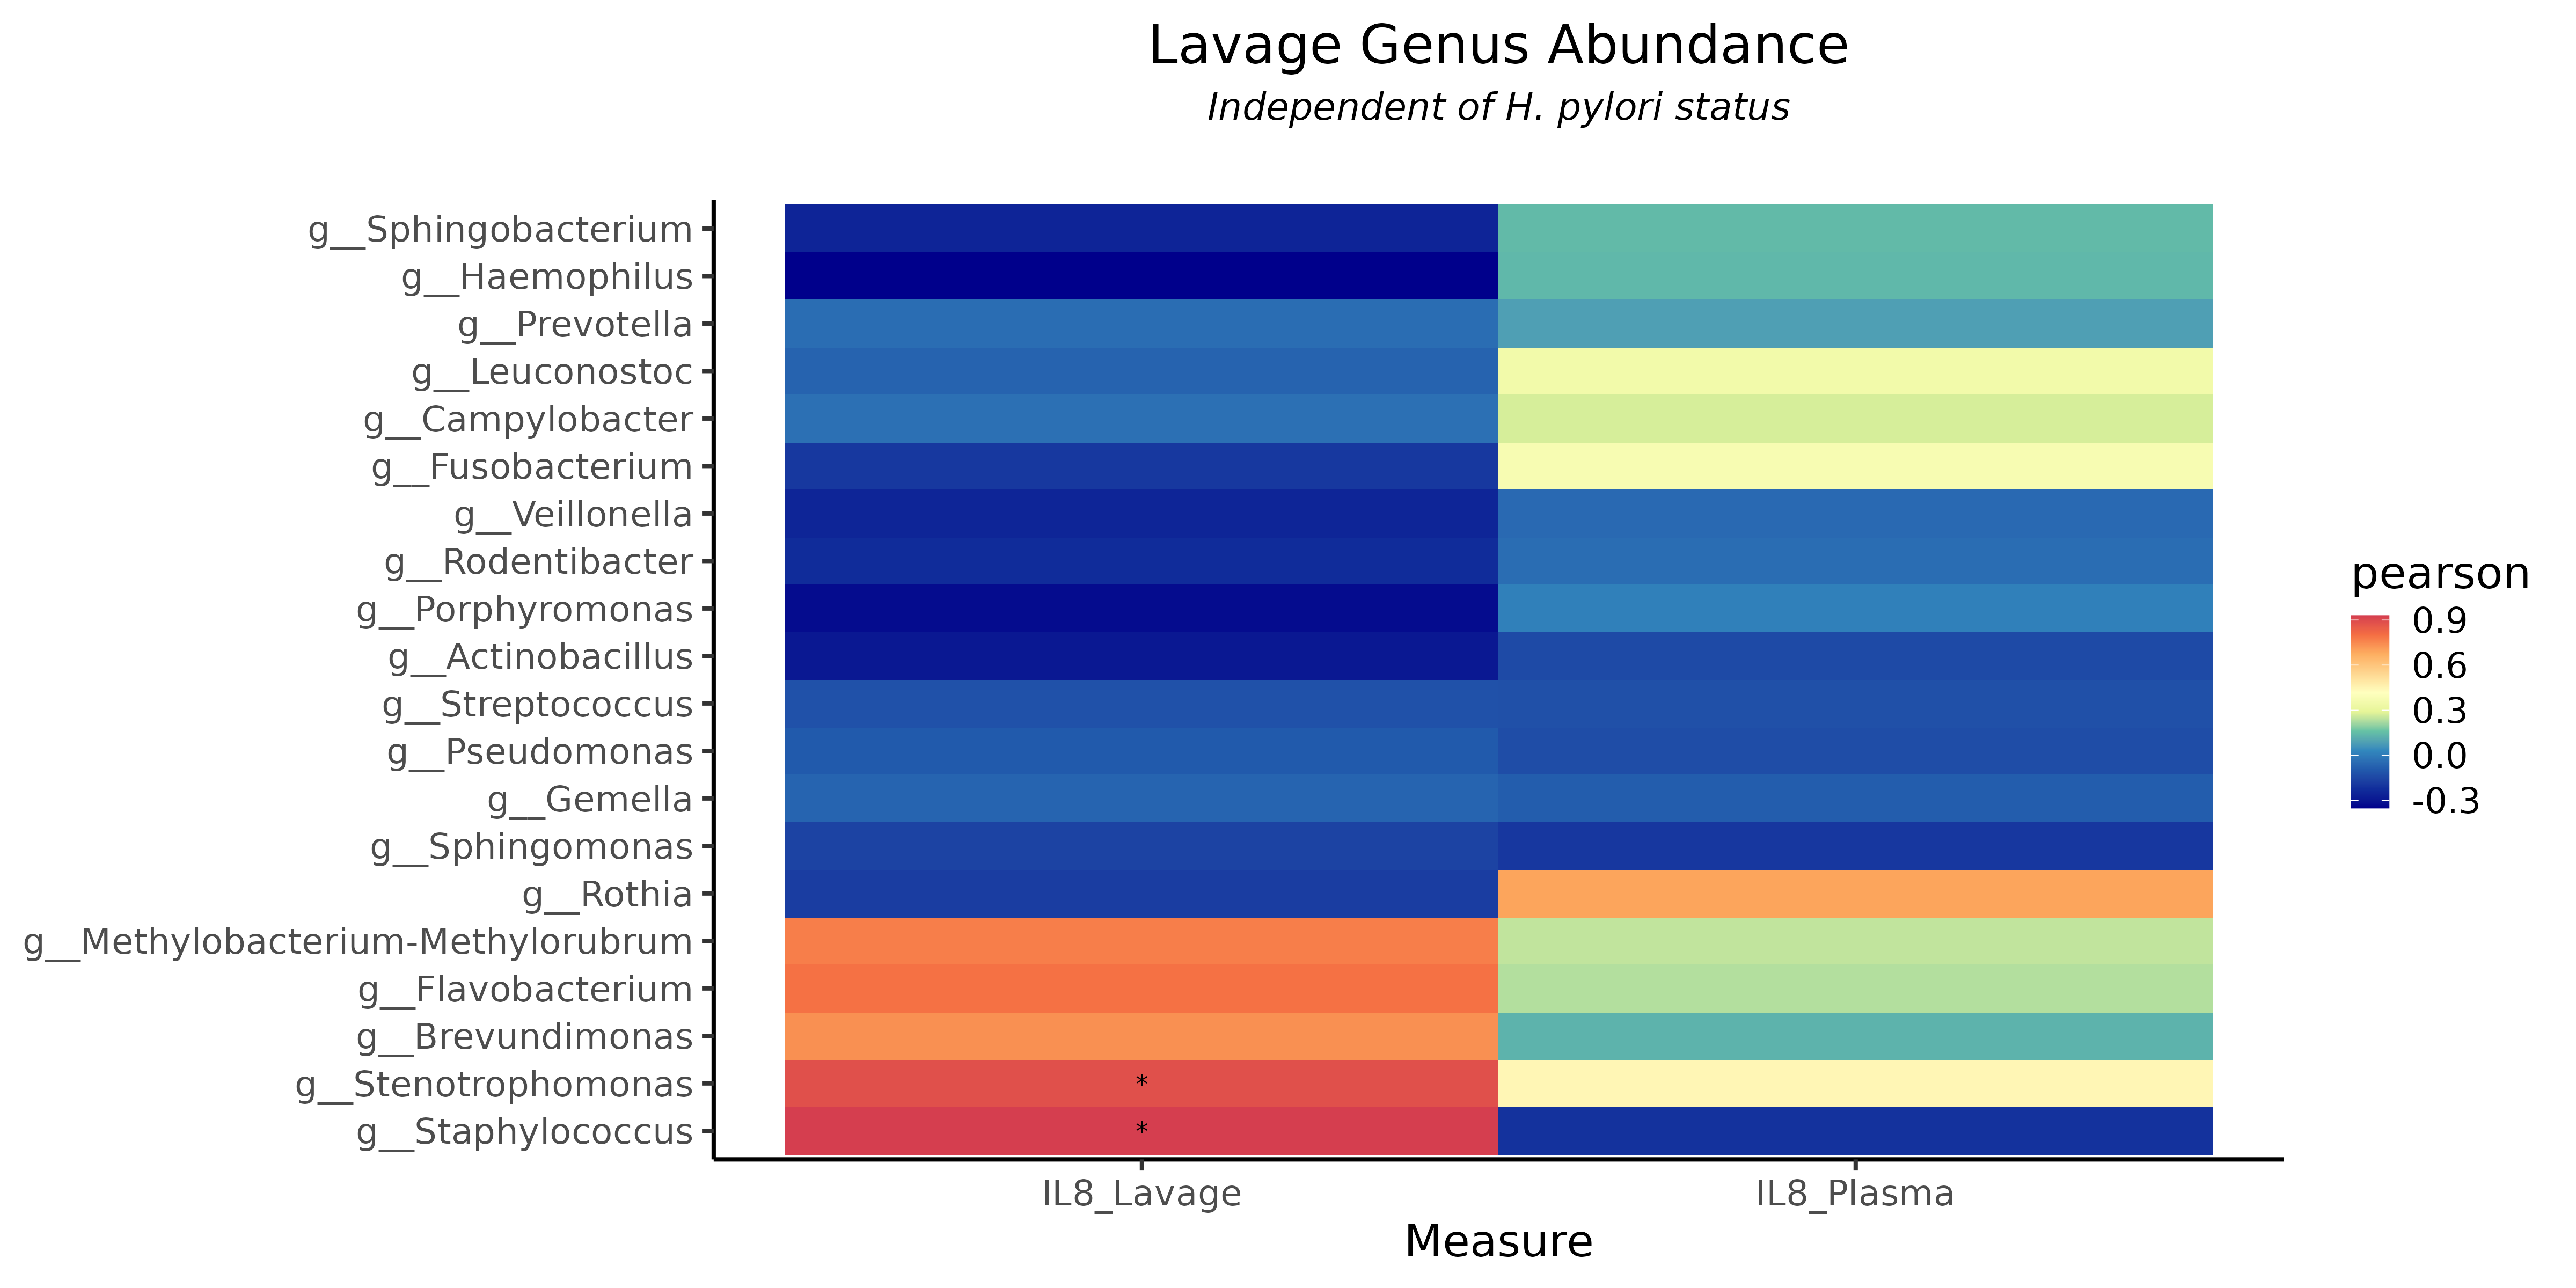 Lavage Genus Abundance
Independent of H. pylori status
g__Sphingobacterium
g__Haemophilus
g__Prevotella
g__Leuconostoc
g__Campylobacter
g__Fusobacterium
g__Veillonella
g__Rodentibacter
g__Porphyromonas
g__Actinobacillus
g__Streptococcus
g__Pseudomonas
g__Gemella
g__Sphingomonas
g__Rothia
g__Methylobacterium-Methylorubrum
g__Flavobacterium
g__Brevundimonas
g__Stenotrophomonas
*
g__Staphylococcus
*
IL8_Lavage
IL8_Plasma
Measure
pearson
0.9
0.6
0.3
0.0
-0.3